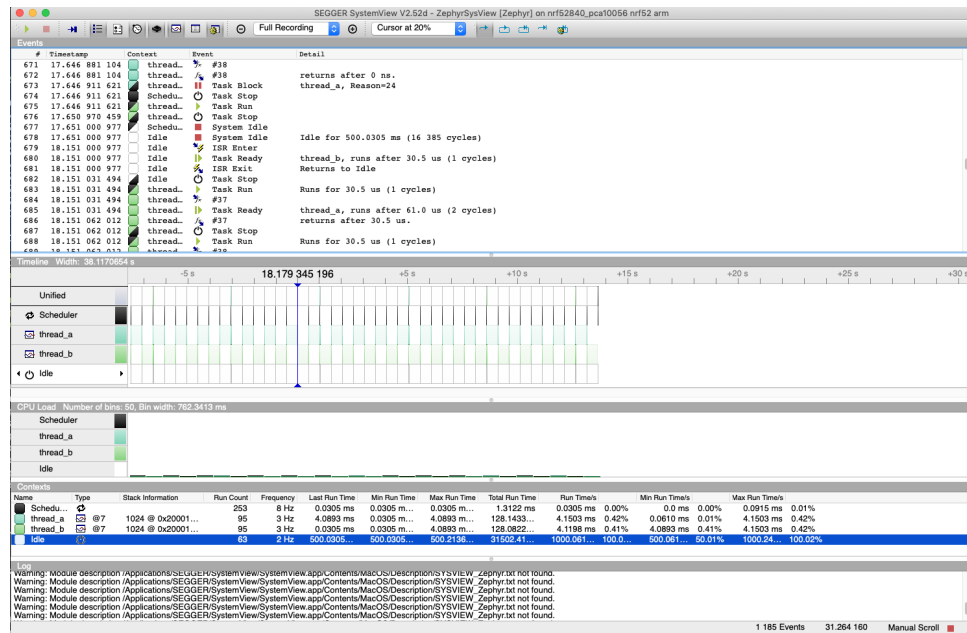 SEGGER SystemView V2.52d - ZephyrSysView [Zephyr] on nrf52840_pca10056 nrf52 arm
Full Recording Cursor at 20%
Events
# Timestamp Context Event Detail
671 17.646 881 104 thread… #38
672 17.646 881 104 thread… #38 returns after 0 ns.
673 17.646 911 621 thread… Task Block thread_a, Reason=24
674 17.646 911 621 Schedu… Task Stop
675 17.646 911 621 thread… Task Run
676 17.650 970 459 thread… Task Stop
677 17.651 000 977 Schedu… System Idle
678 17.651 000 977 Idle System Idle Idle for 500.0305 ms (16 385 cycles)
679 18.151 000 977 Idle ISR Enter
680 18.151 000 977 Idle Task Ready thread_b, runs after 30.5 us (1 cycles)
681 18.151 000 977 Idle ISR Exit Returns to Idle
682 18.151 031 494 Idle Task Stop
683 18.151 031 494 thread… Task Run Runs for 30.5 us (1 cycles)
684 18.151 031 494 thread… #37
685 18.151 031 494 thread… Task Ready thread_a, runs after 61.0 us (2 cycles)
686 18.151 062 012 thread… #37 returns after 30.5 us.
687 18.151 062 012 thread… Task Stop
688 18.151 062 012 thread… Task Run Runs for 30.5 us (1 cycles)
689 18.151 062 012 thread… #38
Timeline Width: 38.1170654 s
-5 s 18.179 345 196 +5 s +10 s +15 s +20 s +25 s +30 s
Unified
Scheduler
thread_a
thread_b
Idle
CPU Load Number of bins: 50, Bin width: 762.3413 ms
Scheduler
thread_a
thread_b
Idle
Contexts
Name Type Stack Information Run Count Frequency Last Run Time Min Run Time Max Run Time Total Run Time Run Time/s Min Run Time/s Max Run Time/s
Schedu… 253 8 Hz 0.0305 ms 0.0305 m… 0.0305 m… 1.3122 ms 0.0305 ms 0.00% 0.0 ms 0.00% 0.0915 ms 0.01%
thread_a @7 1024 @ 0x20001… 95 3 Hz 4.0893 ms 0.0305 m… 4.0893 m… 128.1433… 4.1503 ms 0.42% 0.0610 ms 0.01% 4.1503 ms 0.42%
thread_b @7 1024 @ 0x20001… 95 3 Hz 0.0305 ms 0.0305 m… 4.0893 m… 128.0822… 4.1198 ms 0.41% 4.0893 ms 0.41% 4.1503 ms 0.42%
Idle 63 2 Hz 500.0305… 500.0305… 500.2136… 31502.41… 1000.061… 100.0… 500.061… 50.01% 1000.24… 100.02%
Log
Warning: Module description /Applications/SEGGER/SystemView/SystemView.app/Contents/MacOS/Description/SYSVIEW_Zephyr.txt not found.
Warning: Module description /Applications/SEGGER/SystemView/SystemView.app/Contents/MacOS/Description/SYSVIEW_Zephyr.txt not found.
Warning: Module description /Applications/SEGGER/SystemView/SystemView.app/Contents/MacOS/Description/SYSVIEW_Zephyr.txt not found.
Warning: Module description /Applications/SEGGER/SystemView/SystemView.app/Contents/MacOS/Description/SYSVIEW_Zephyr.txt not found.
Warning: Module description /Applications/SEGGER/SystemView/SystemView.app/Contents/MacOS/Description/SYSVIEW_Zephyr.txt not found.
1 185 Events 31.264 160 Manual Scroll